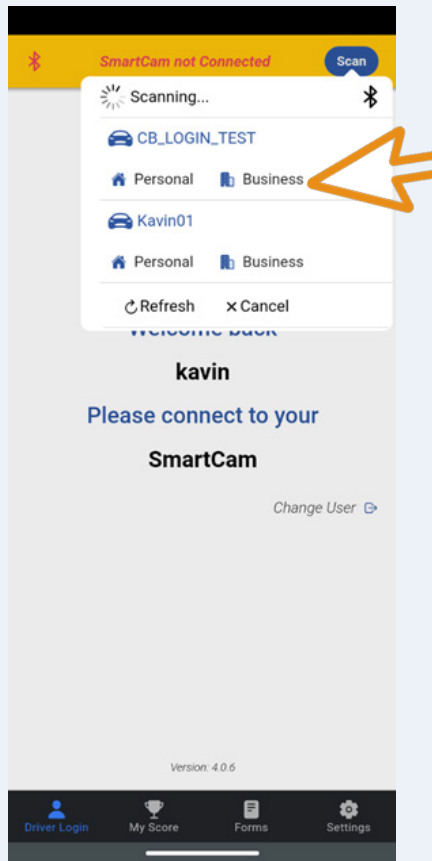 SmartCam not Connected Scan
Scanning...
CB_LOGIN_TEST
Personal Business
Kavin01
Personal Business
Refresh × Cancel
Welcome back
kavin
Please connect to your
SmartCam
Change User
Version: 4.0.6
Driver Login My Score Forms Settings